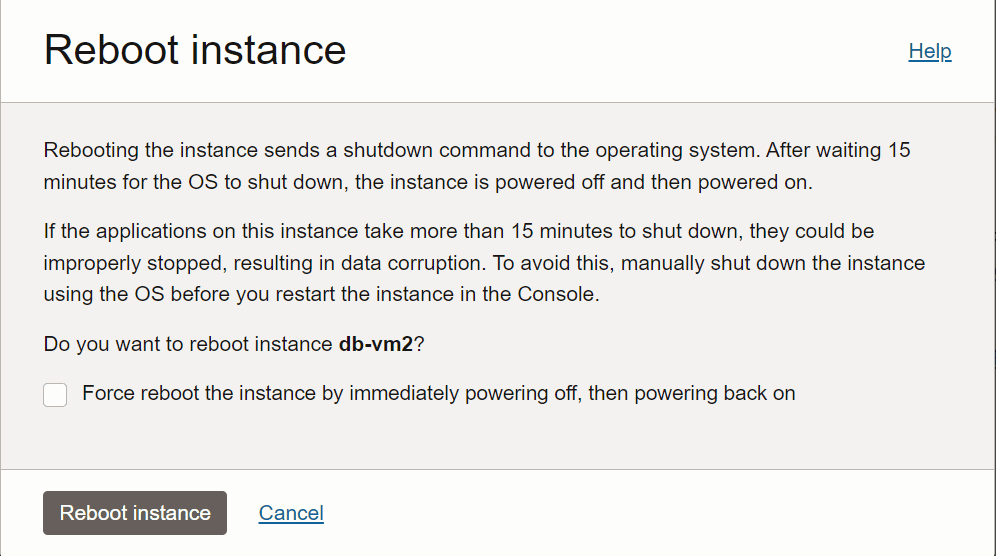 Reboot instance
Help
Rebooting the instance sends a shutdown command to the operating system. After waiting 15
minutes for the OS to shut down, the instance is powered off and then powered on.
If the applications on this instance take more than 15 minutes to shut down, they could be
improperly stopped, resulting in data corruption. To avoid this, manually shut down the instance
using the OS before you restart the instance in the Console.
Do you want to reboot instance db-vm2?
Force reboot the instance by immediately powering off, then powering back on
Reboot instance
Cancel